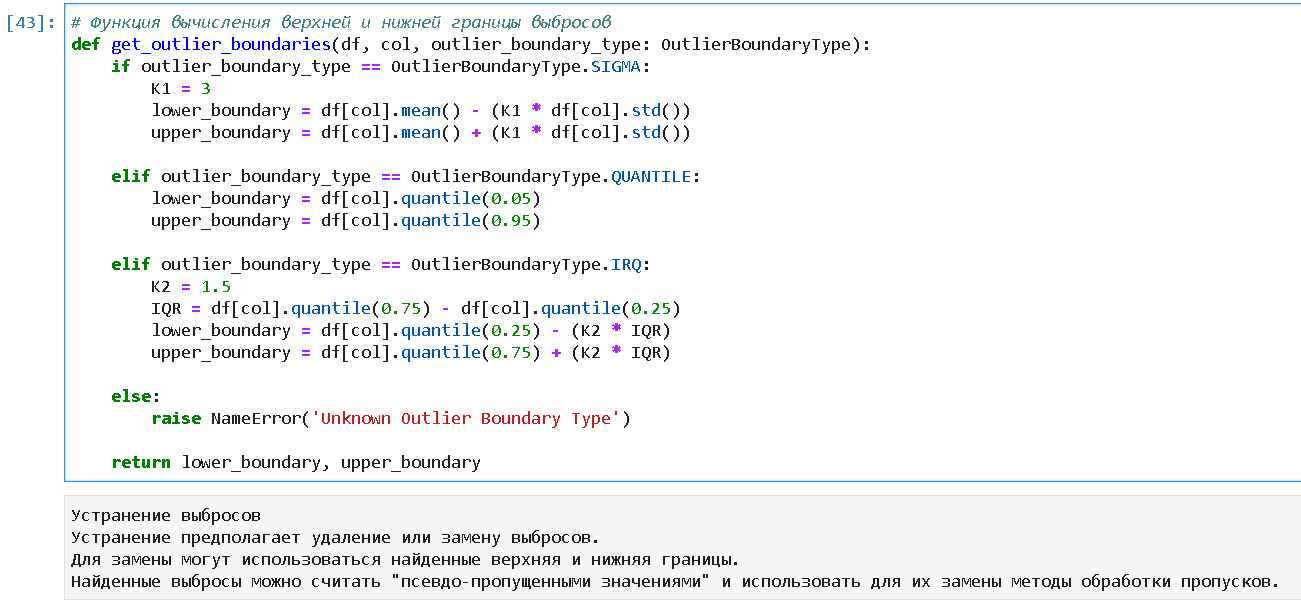 [43]: # Функция вычисления верхней и нижней границы выбросов
def get_outlier_boundaries(df, col, outlier_boundary_type: OutlierBoundaryType):
    if outlier_boundary_type == OutlierBoundaryType.SIGMA:
        K1 = 3
        lower_boundary = df[col].mean() - (K1 * df[col].std())
        upper_boundary = df[col].mean() + (K1 * df[col].std())

    elif outlier_boundary_type == OutlierBoundaryType.QUANTILE:
        lower_boundary = df[col].quantile(0.05)
        upper_boundary = df[col].quantile(0.95)

    elif outlier_boundary_type == OutlierBoundaryType.IRQ:
        K2 = 1.5
        IQR = df[col].quantile(0.75) - df[col].quantile(0.25)
        lower_boundary = df[col].quantile(0.25) - (K2 * IQR)
        upper_boundary = df[col].quantile(0.75) + (K2 * IQR)

    else:
        raise NameError('Unknown Outlier Boundary Type')

    return lower_boundary, upper_boundary

Устранение выбросов
Устранение предполагает удаление или замену выбросов.
Для замены могут использоваться найденные верхняя и нижняя границы.
Найденные выбросы можно считать "псевдо-пропущенными значениями" и использовать для их замены методы обработки пропусков.